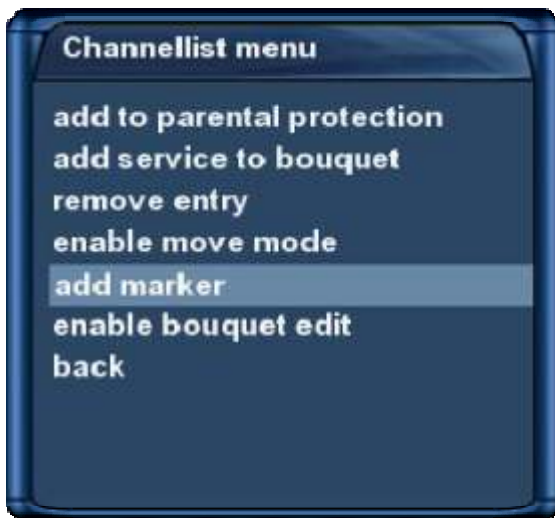 Channellist menu
add to parental protection
add service to bouquet
remove entry
enable move mode
add marker
enable bouquet edit
back